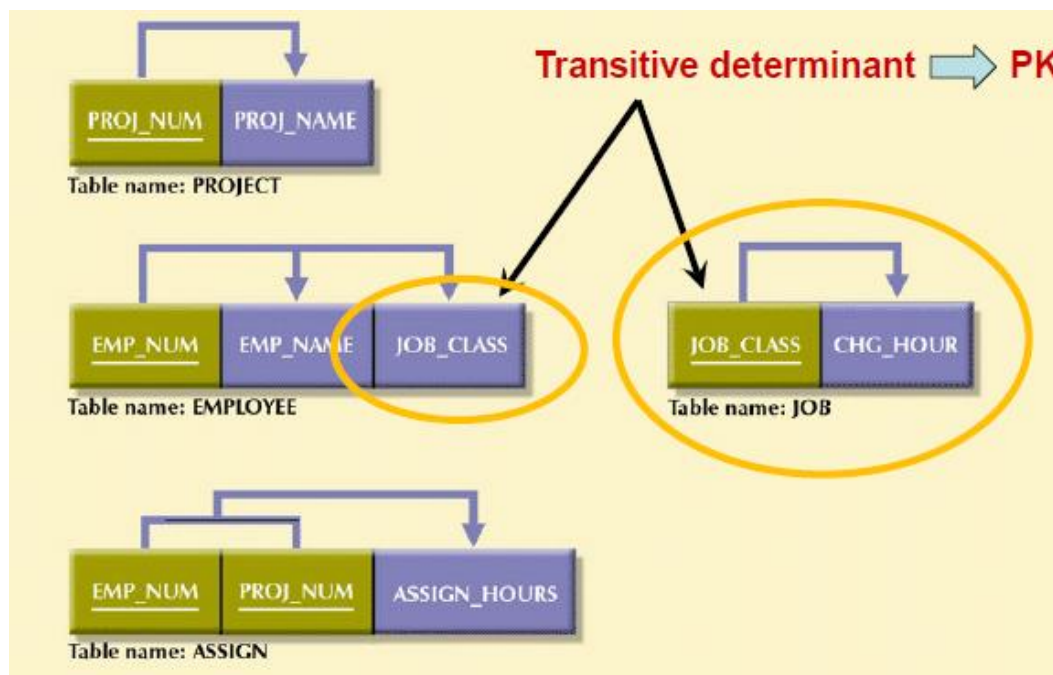 Transitive determinant PK
PROJ_NUM PROJ_NAME
Table name: PROJECT
EMP_NUM EMP_NAME JOB_CLASS
Table name: EMPLOYEE
JOB_CLASS CHG_HOUR
Table name: JOB
EMP_NUM PROJ_NUM ASSIGN_HOURS
Table name: ASSIGN